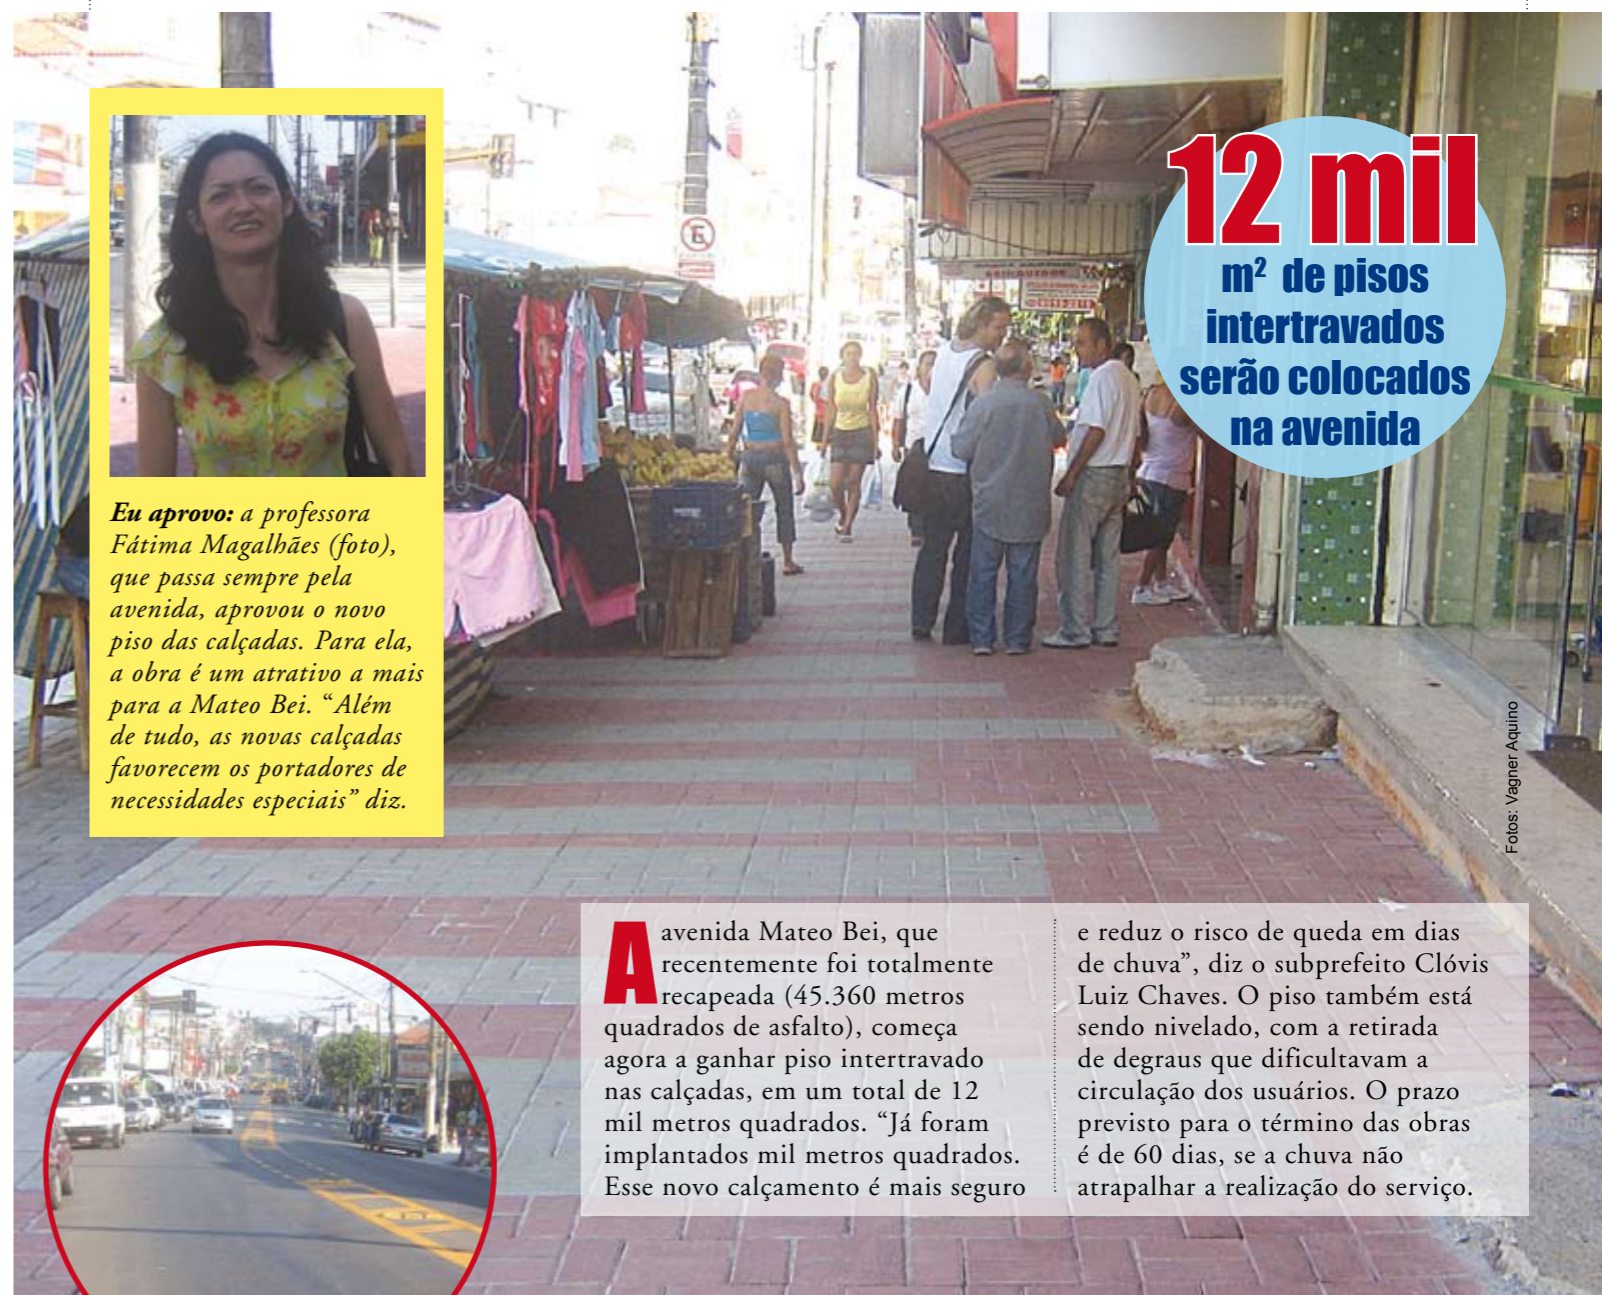 12 mil
m² de pisos
intertravados
serão colocados
na avenida
Eu aprovo: a professora
Fátima Magalhães (foto),
que passa sempre pela
avenida, aprovou o novo
piso das calçadas. Para ela,
a obra é um atrativo a mais
para a Mateo Bei. “Além
de tudo, as novas calçadas
favorecem os portadores de
necessidades especiais” diz.
Fotos: Vagner Aquino
A avenida Mateo Bei, que
recentemente foi totalmente
recapeada (45.360 metros
quadrados de asfalto), começa
agora a ganhar piso intertravado
nas calçadas, em um total de 12
mil metros quadrados. “Já foram
implantados mil metros quadrados.
Esse novo calçamento é mais seguro
e reduz o risco de queda em dias
de chuva”, diz o subprefeito Clóvis
Luiz Chaves. O piso também está
sendo nivelado, com a retirada
de degraus que dificultavam a
circulação dos usuários. O prazo
previsto para o término das obras
é de 60 dias, se a chuva não
atrapalhar a realização do serviço.